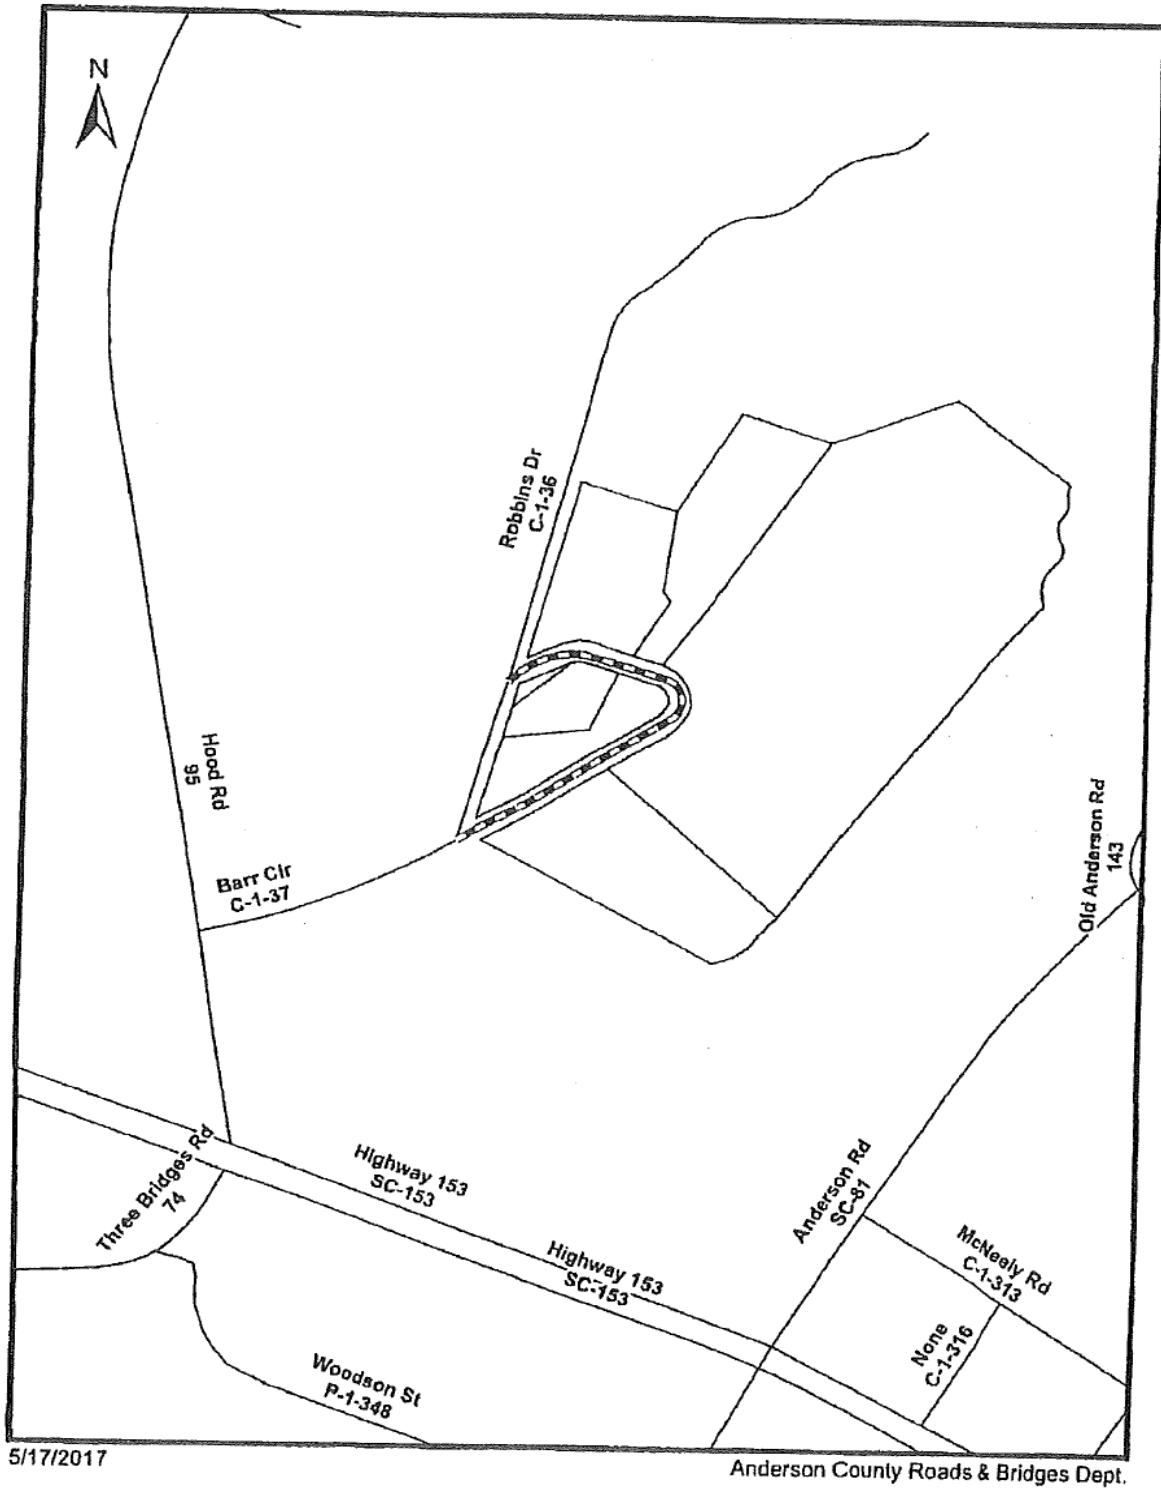 N
Robbins Dr
C-1-36
Hood Rd
95
Barr Cir
C-1-37
Old Anderson Rd
143
Three Bridges Rd
74
Highway 153
SC-153
Highway 153
SC-153
Anderson Rd
SC-81
McNeely Rd
C-1-313
None
C-1-316
Woodson St
P-1-348
5/17/2017
Anderson County Roads & Bridges Dept.